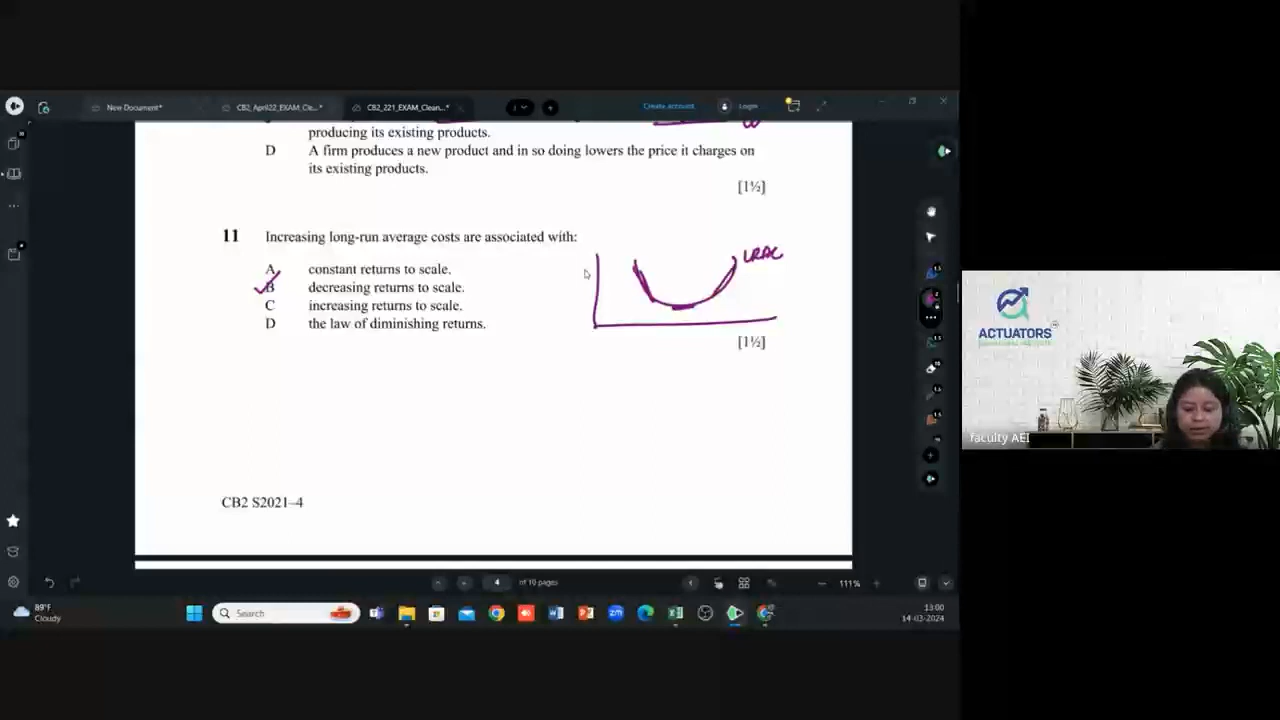 New Document*
CB2_April22_EXAM_Cle...*
CB2_221_EXAM_Clean...*
Create account
Login
producing its existing products.
D A firm produces a new product and in so doing lowers the price it charges on
its existing products.
[1½]
11 Increasing long-run average costs are associated with:
A constant returns to scale.
B decreasing returns to scale.
C increasing returns to scale.
D the law of diminishing returns.
LRAC
[1½]
CB2 S2021–4
4 of 10 pages
111%
ACTUATORS
faculty AEI
89°F
Cloudy
Search
13:00
14-03-2024